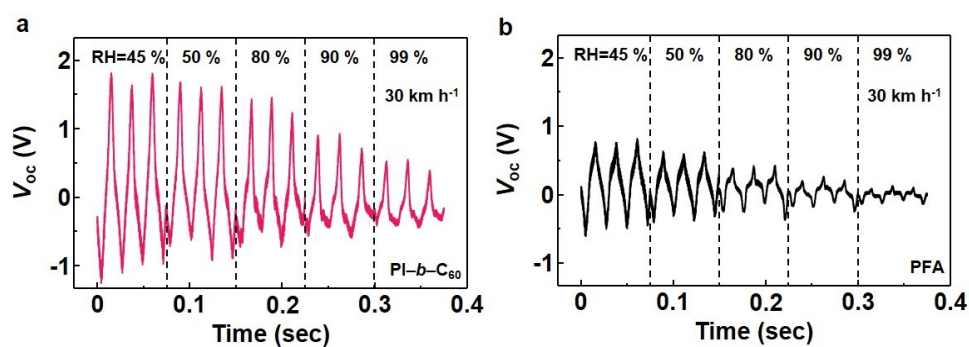 a
RH=45 % 50 % 80 % 90 % 99 %
30 km h⁻¹
2
1
0
-1
Voc (V)
PI–b–C₆₀
0 0.1 0.2 0.3 0.4
Time (sec)
b
RH=45 % 50 % 80 % 90 % 99 %
30 km h⁻¹
2
1
0
-1
Voc (V)
PFA
0 0.1 0.2 0.3 0.4
Time (sec)